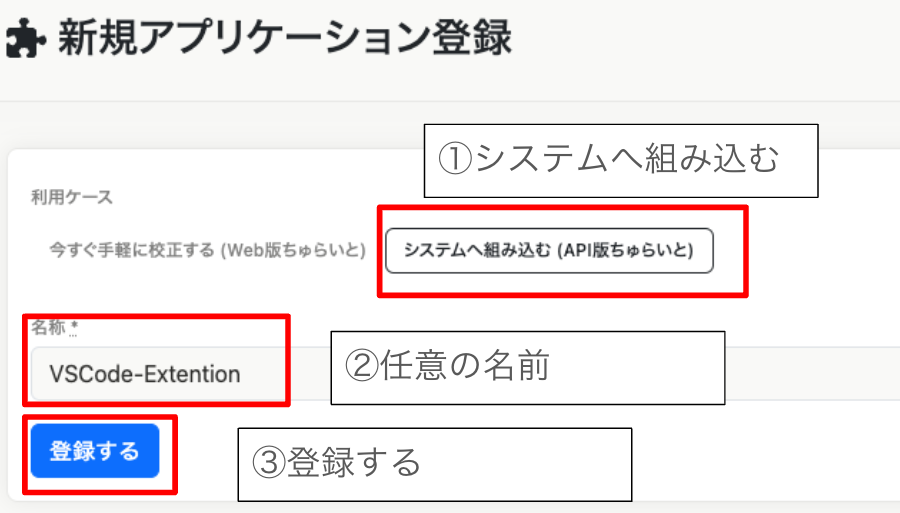 新規アプリケーション登録
①システムへ組み込む
利用ケース
今すぐ手軽に校正する (Web版ちゅらいと)
システムへ組み込む (API版ちゅらいと)
名称 *
VSCode-Extention
②任意の名前
登録する
③登録する